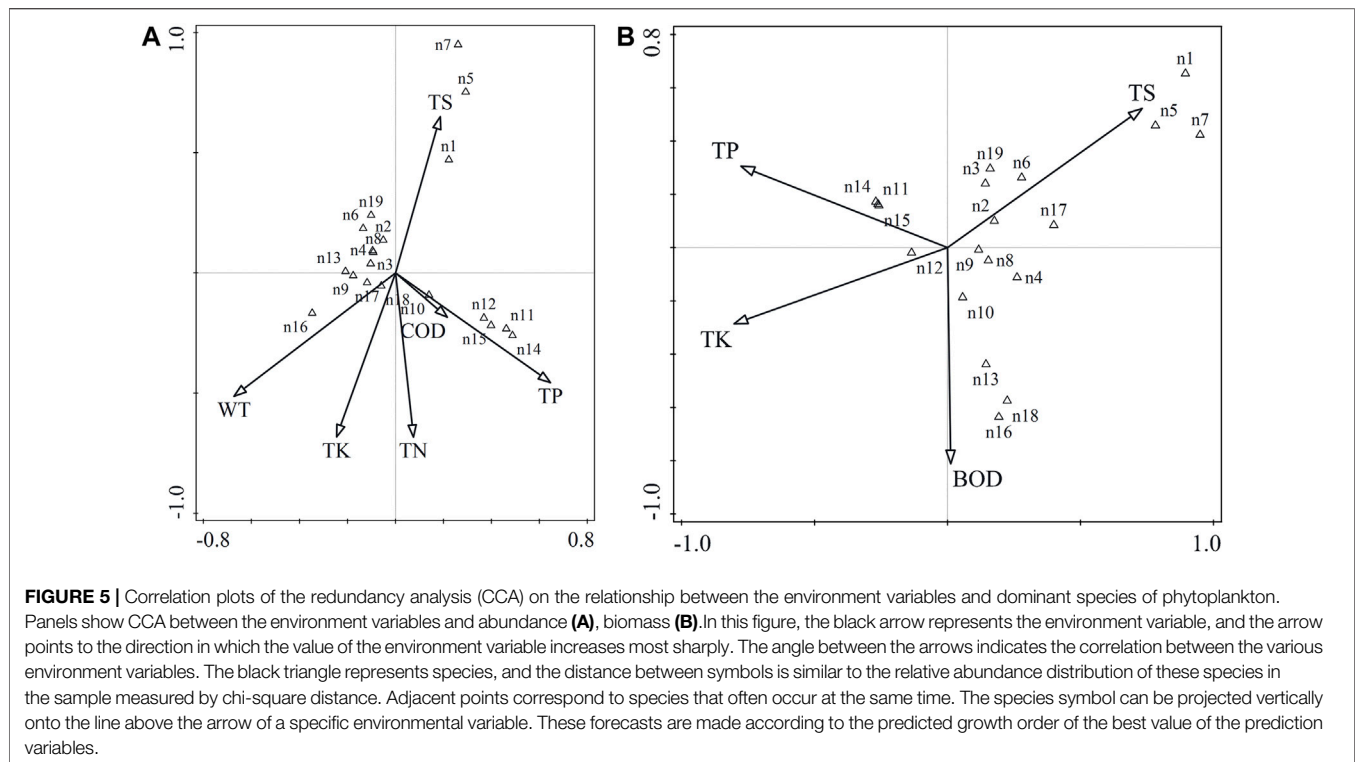 A
1.0
n7
n5
TS
n1
n19
n6
n2
n8
n4
n3
n13
n9
n17
n18
n10
n16
COD
n12
n11
n15
n14
WT
TP
TK
TN
-1.0
-0.8
0.8
B
0.8
n1
TS
n5
n7
TP
n19
n3
n6
n14
n11
n2
n17
n15
n12
n9
n8
n4
n10
TK
n13
n18
n16
BOD
-1.0
-1.0
1.0
FIGURE 5 | Correlation plots of the redundancy analysis (CCA) on the relationship between the environment variables and dominant species of phytoplankton.
Panels show CCA between the environment variables and abundance (A), biomass (B).In this figure, the black arrow represents the environment variable, and the arrow
points to the direction in which the value of the environment variable increases most sharply. The angle between the arrows indicates the correlation between the various
environment variables. The black triangle represents species, and the distance between symbols is similar to the relative abundance distribution of these species in
the sample measured by chi-square distance. Adjacent points correspond to species that often occur at the same time. The species symbol can be projected vertically
onto the line above the arrow of a specific environmental variable. These forecasts are made according to the predicted growth order of the best value of the prediction
variables.